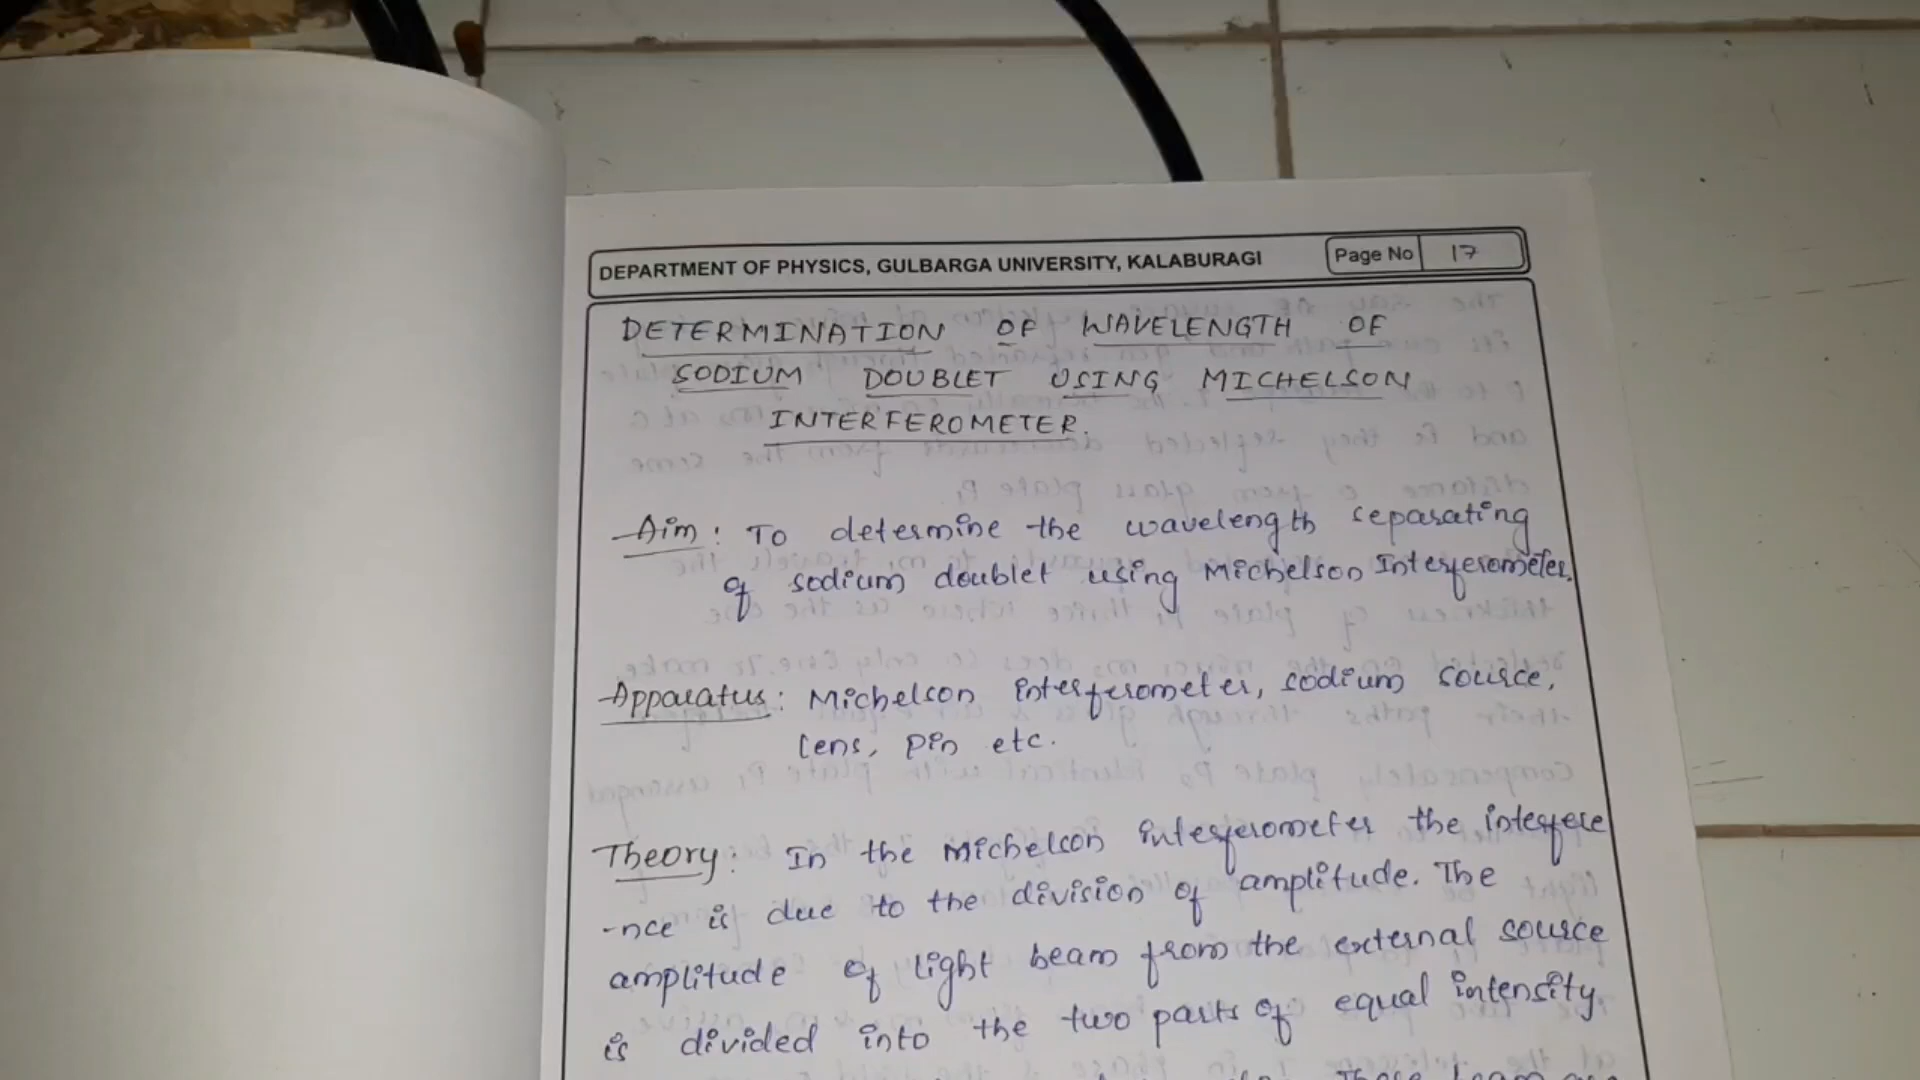 DEPARTMENT OF PHYSICS, GULBARGA UNIVERSITY, KALABURAGI
Page No 17
DETERMINATION OF WAVELENGTH OF
SODIUM DOUBLET USING MICHELSON
INTERFEROMETER.
Aim: To determine the wavelength separating
of sodium doublet using Michelson Interferometer.
Apparatus: Michelson interferometer, sodium source,
lens, pin etc.
Theory: In the Michelson interferometer the interfere
-nce is due to the division of amplitude. The
amplitude of light beam from the external source
is divided into the two parts of equal intensity